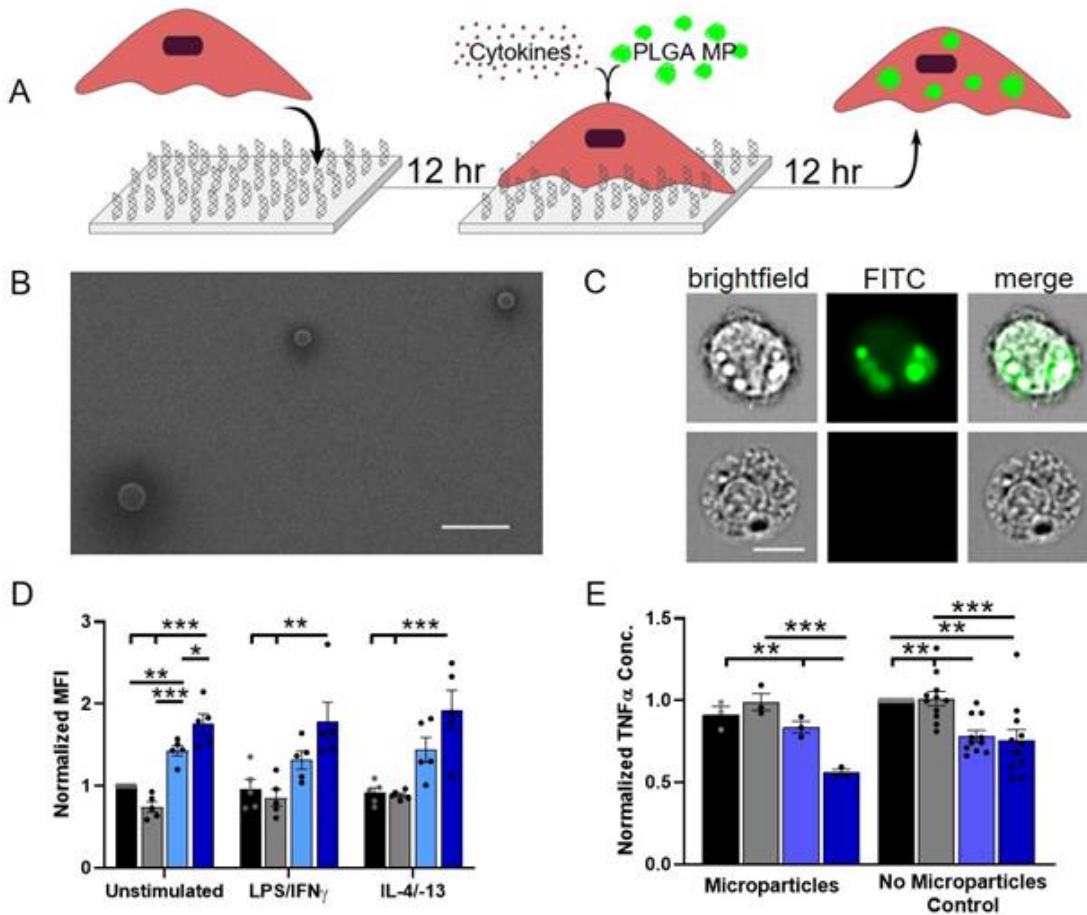 A
Cytokines
PLGA MP
12 hr
12 hr
B
C
brightfield
FITC
merge
D
Normalized MFI
3
2
1
0
***
**
***
*
**
***
Unstimulated
LPS/IFNγ
IL-4/-13
E
Normalized TNFα Conc.
1.5
1.0
0.5
0.0
***
**
***
**
**
Microparticles
No Microparticles
Control